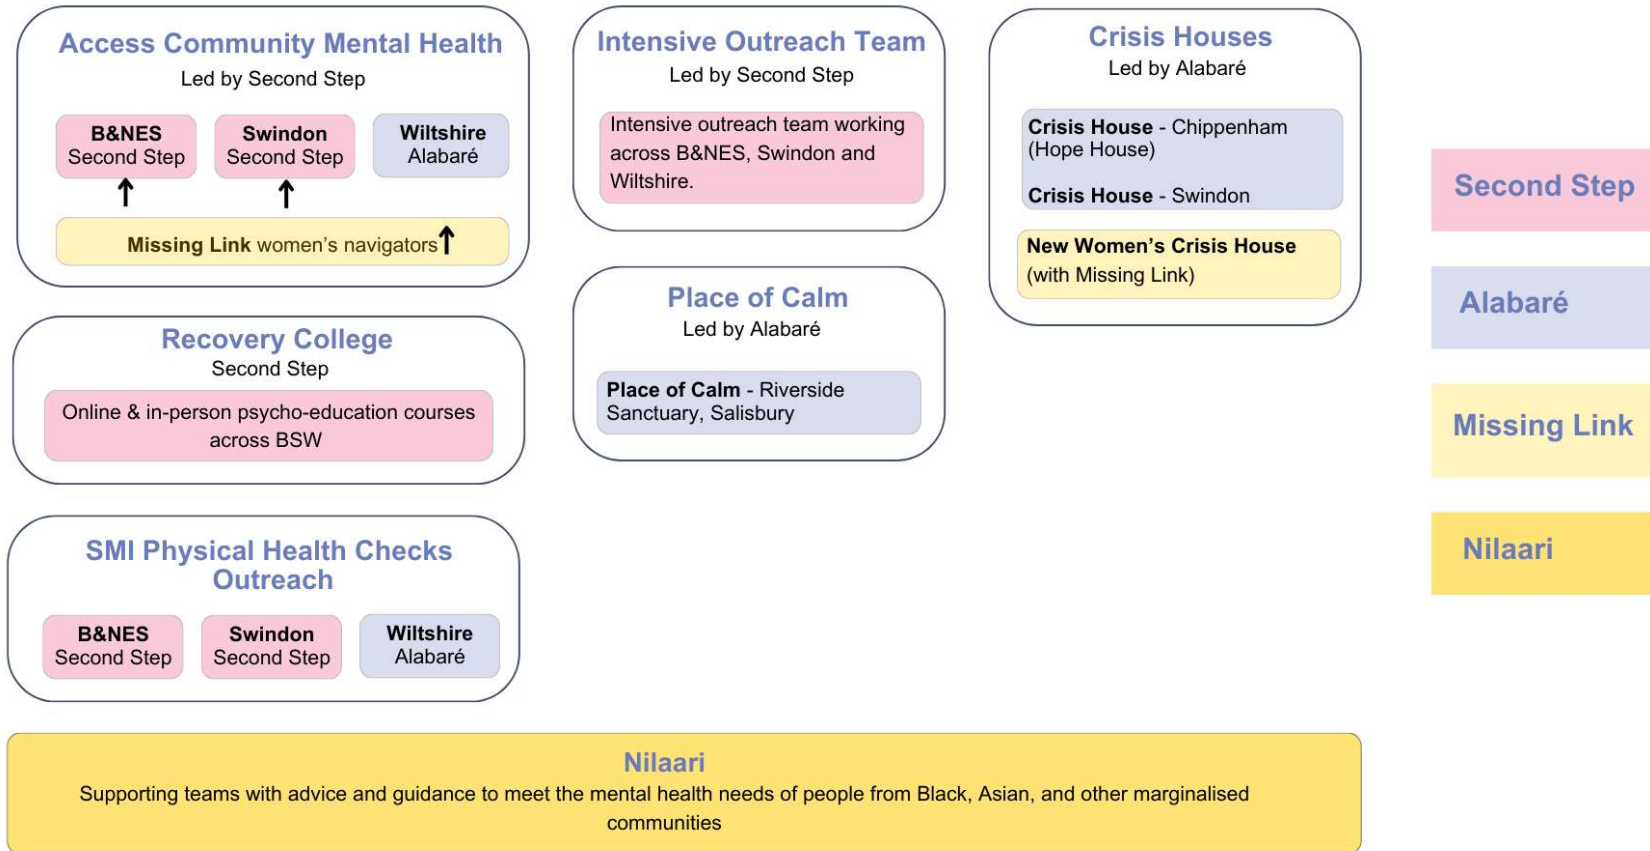 Access Community Mental Health
Led by Second Step
B&NES
Second Step
Swindon
Second Step
Wiltshire
Alabaré
Missing Link women's navigators
Recovery College
Second Step
Online & in-person psycho-education courses
across BSW
SMI Physical Health Checks
Outreach
B&NES
Second Step
Swindon
Second Step
Wiltshire
Alabaré
Intensive Outreach Team
Led by Second Step
Intensive outreach team working
across B&NES, Swindon and
Wiltshire.
Place of Calm
Led by Alabaré
Place of Calm - Riverside
Sanctuary, Salisbury
Crisis Houses
Led by Alabaré
Crisis House - Chippenham
(Hope House)
Crisis House - Swindon
New Women's Crisis House
(with Missing Link)
Second Step
Alabaré
Missing Link
Nilaari
Nilaari
Supporting teams with advice and guidance to meet the mental health needs of people from Black, Asian, and other marginalised
communities